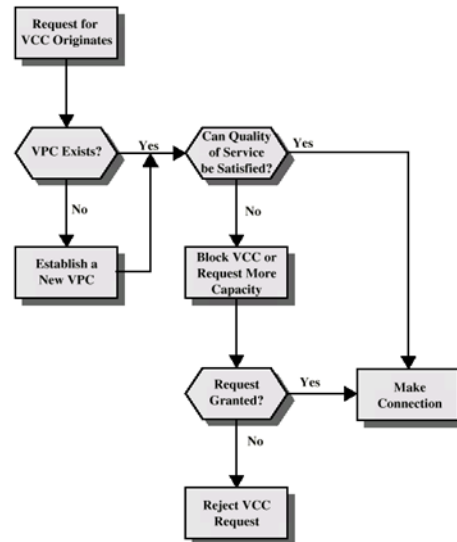 Request for
VCC Originates
VPC Exists?
Yes
Can Quality
of Service
be Satisfied?
Yes
No
No
Establish a
New VPC
Block VCC or
Request More
Capacity
Request
Granted?
Yes
Make
Connection
No
Reject VCC
Request